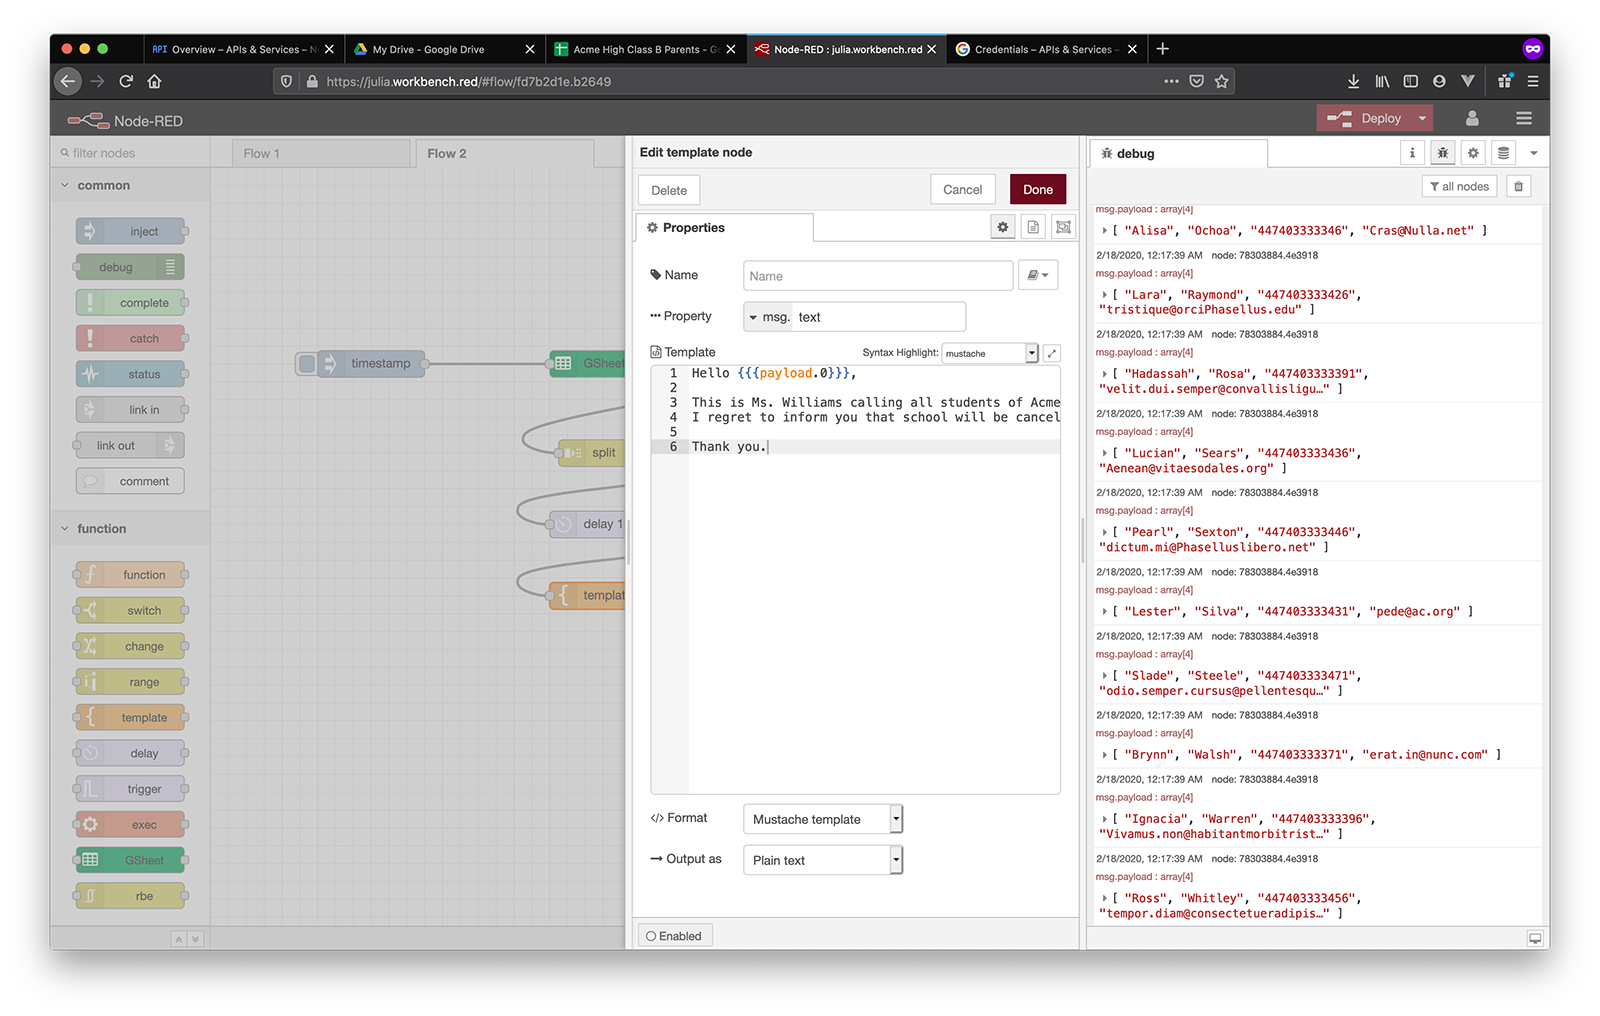 API Overview – APIs & Services – N
My Drive - Google Drive
Acme High Class B Parents - G
Node-RED : julia.workbench.red
Credentials – APIs & Services –
https://julia.workbench.red/#flow/fd7b2d1e.b2649
Node-RED
Deploy
filter nodes
common
inject
debug
complete
catch
status
link in
link out
comment
function
function
switch
change
range
template
delay
trigger
exec
GSheet
rbe
Flow 1
Flow 2
timestamp
GSheet
split
delay 1
templat
Edit template node
Delete
Cancel
Done
Properties
Name
Name
Property
msg. text
Template
Syntax Highlight: mustache
1 Hello {{{payload.0}}},
2
3 This is Ms. Williams calling all students of Acme
4 I regret to inform you that school will be cancel
5
6 Thank you.
</> Format
Mustache template
Output as
Plain text
Enabled
debug
i
all nodes
msg.payload : array[4]
[ "Alisa", "Ochoa", "447403333346", "Cras@Nulla.net" ]
2/18/2020, 12:17:39 AM node: 78303884.4e3918
msg.payload : array[4]
[ "Lara", "Raymond", "447403333426",
"tristique@orciPhasellus.edu" ]
2/18/2020, 12:17:39 AM node: 78303884.4e3918
msg.payload : array[4]
[ "Hadassah", "Rosa", "447403333391",
"velit.dui.semper@convallisligu…" ]
2/18/2020, 12:17:39 AM node: 78303884.4e3918
msg.payload : array[4]
[ "Lucian", "Sears", "447403333436",
"Aenean@vitaesodales.org" ]
2/18/2020, 12:17:39 AM node: 78303884.4e3918
msg.payload : array[4]
[ "Pearl", "Sexton", "447403333446",
"dictum.mi@Phaselluslibero.net" ]
2/18/2020, 12:17:39 AM node: 78303884.4e3918
msg.payload : array[4]
[ "Lester", "Silva", "447403333431", "pede@ac.org" ]
2/18/2020, 12:17:39 AM node: 78303884.4e3918
msg.payload : array[4]
[ "Slade", "Steele", "447403333471",
"odio.semper.cursus@pellentesqu…" ]
2/18/2020, 12:17:39 AM node: 78303884.4e3918
msg.payload : array[4]
[ "Brynn", "Walsh", "447403333371", "erat.in@nunc.com" ]
2/18/2020, 12:17:39 AM node: 78303884.4e3918
msg.payload : array[4]
[ "Ignacia", "Warren", "447403333396",
"Vivamus.non@habitantmorbitrist…" ]
2/18/2020, 12:17:39 AM node: 78303884.4e3918
msg.payload : array[4]
[ "Ross", "Whitley", "447403333456",
"tempor.diam@consectetueradipis…" ]